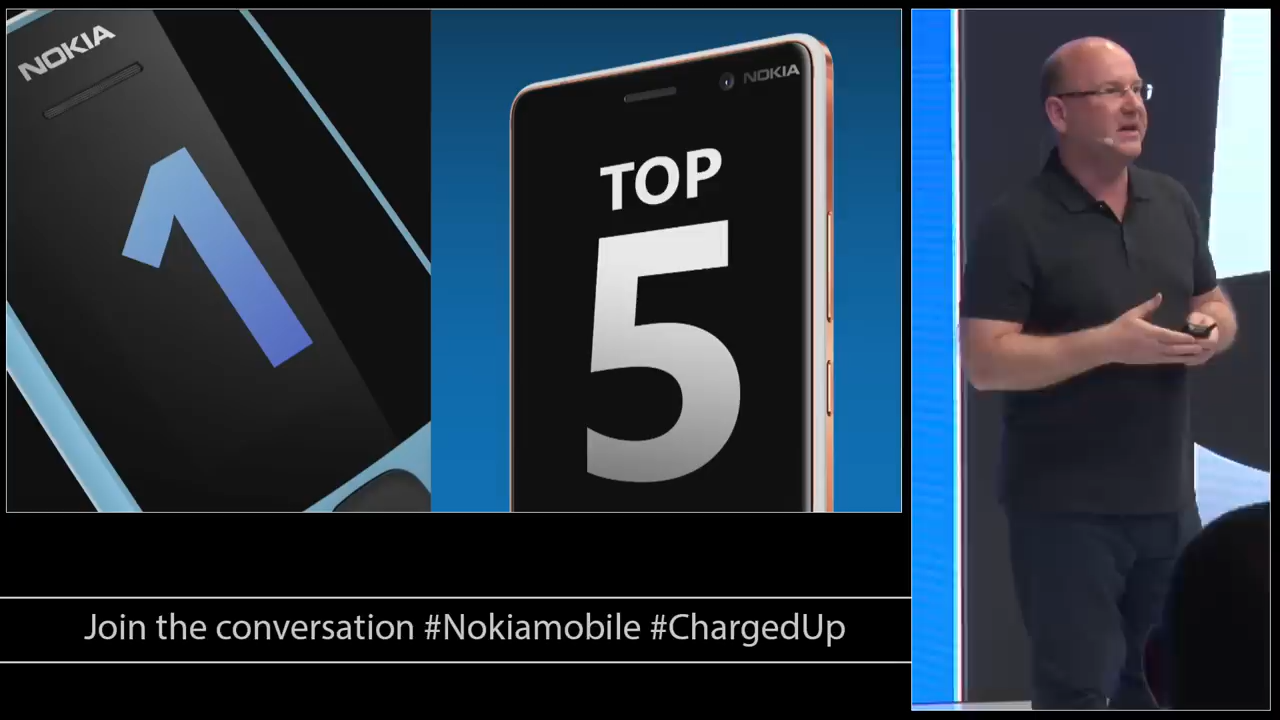 NOKIA
1
NOKIA
TOP
5
Join the conversation #Nokiamobile #ChargedUp